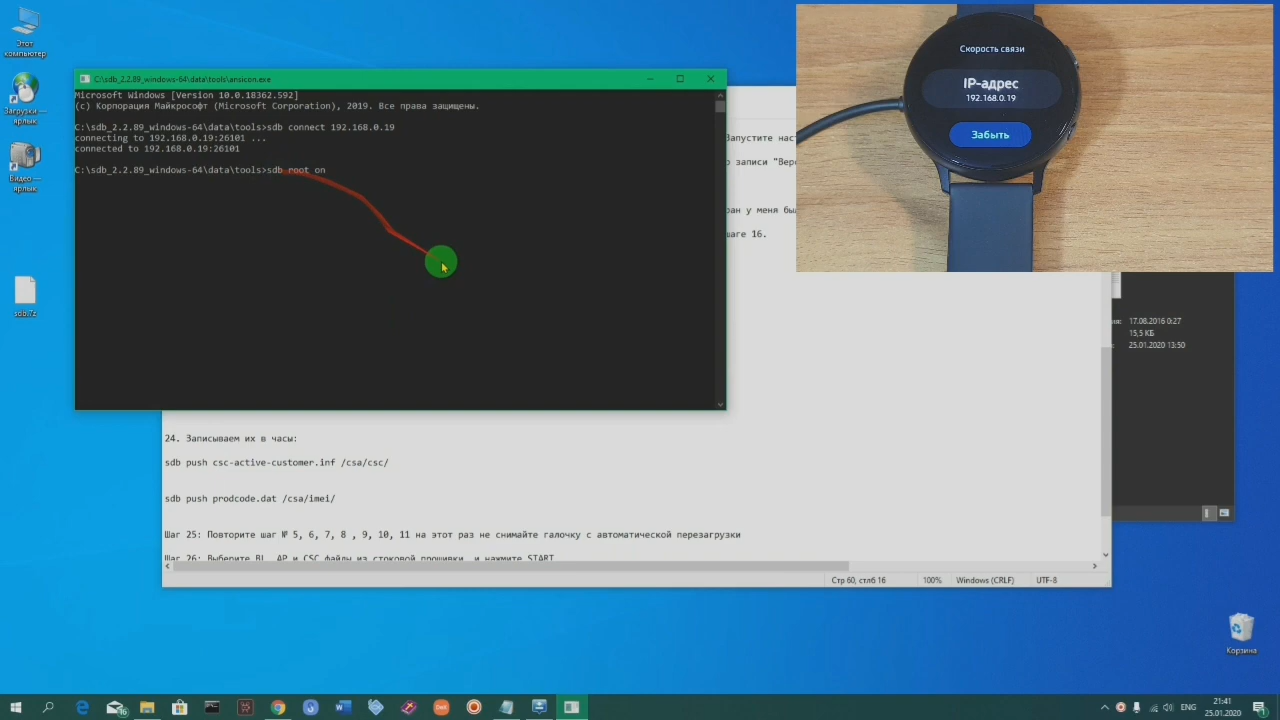 Этот
компьютер
Загрузки —
ярлык
Видео —
ярлык
sdb.7z
C:\sdb_2.2.89_windows-64\data\tools\ansicon.exe
Microsoft Windows [Version 10.0.18362.592]
(c) Корпорация Майкрософт (Microsoft Corporation), 2019. Все права защищены.
C:\sdb_2.2.89_windows-64\data\tools>sdb connect 192.168.0.19
connecting to 192.168.0.19:26101 ...
connected to 192.168.0.19:26101
C:\sdb_2.2.89_windows-64\data\tools>sdb root on
Скорость связи
IP-адрес
192.168.0.19
Забыть
Запустите наст
о записи "Верс
ран у меня был
шаге 16.
17.08.2016 0:27
15,5 КБ
25.01.2020 13:50
24. Записываем их в часы:
sdb push csc-active-customer.inf /csa/csc/
sdb push prodcode.dat /csa/imei/
Шаг 25: Повторите шаг № 5, 6, 7, 8 , 9, 10, 11 на этот раз не снимайте галочку с автоматической перезагрузки
Шаг 26: Выберите BL, AP и CSC файлы из стоковой прошивки, и нажмите START
Стр 60, стлб 16
100%
Windows (CRLF)
UTF-8
Корзина
ENG
21:41
25.01.2020